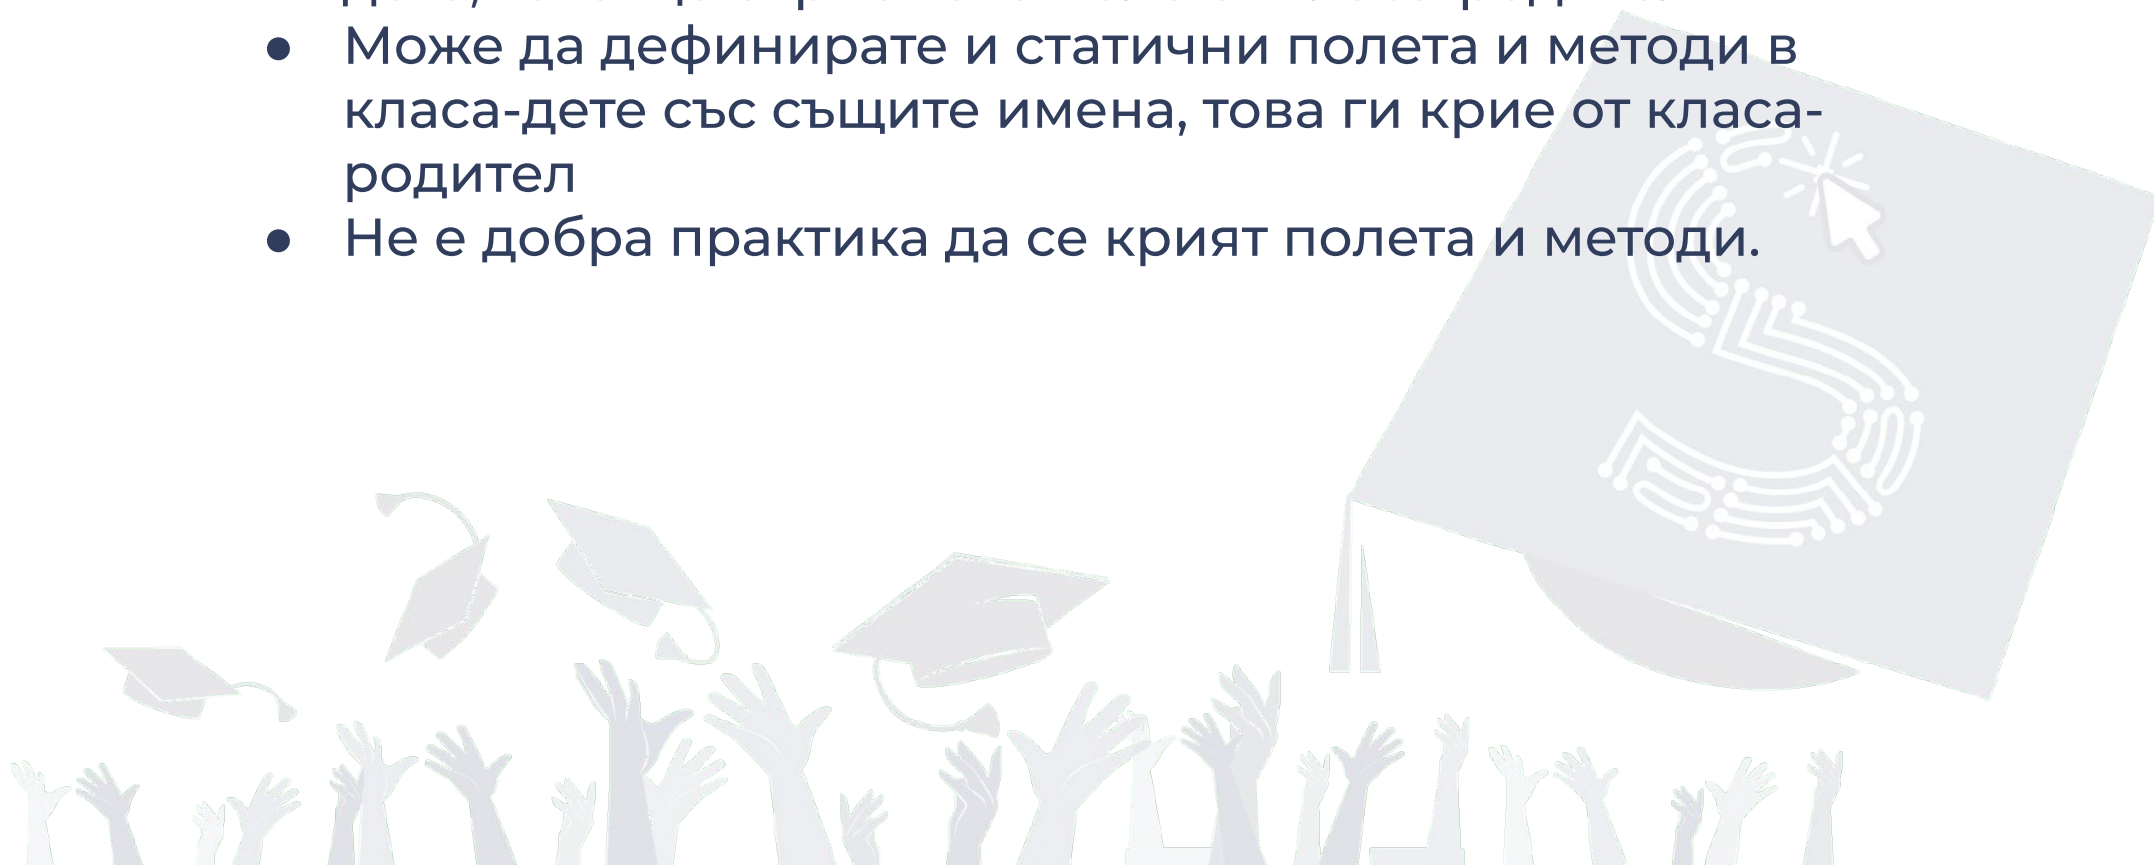 ● Може да дефинирате и статични полета и методи в
класа-дете със същите имена, това ги крие от класа-
родител
● Не е добра практика да се крият полета и методи.